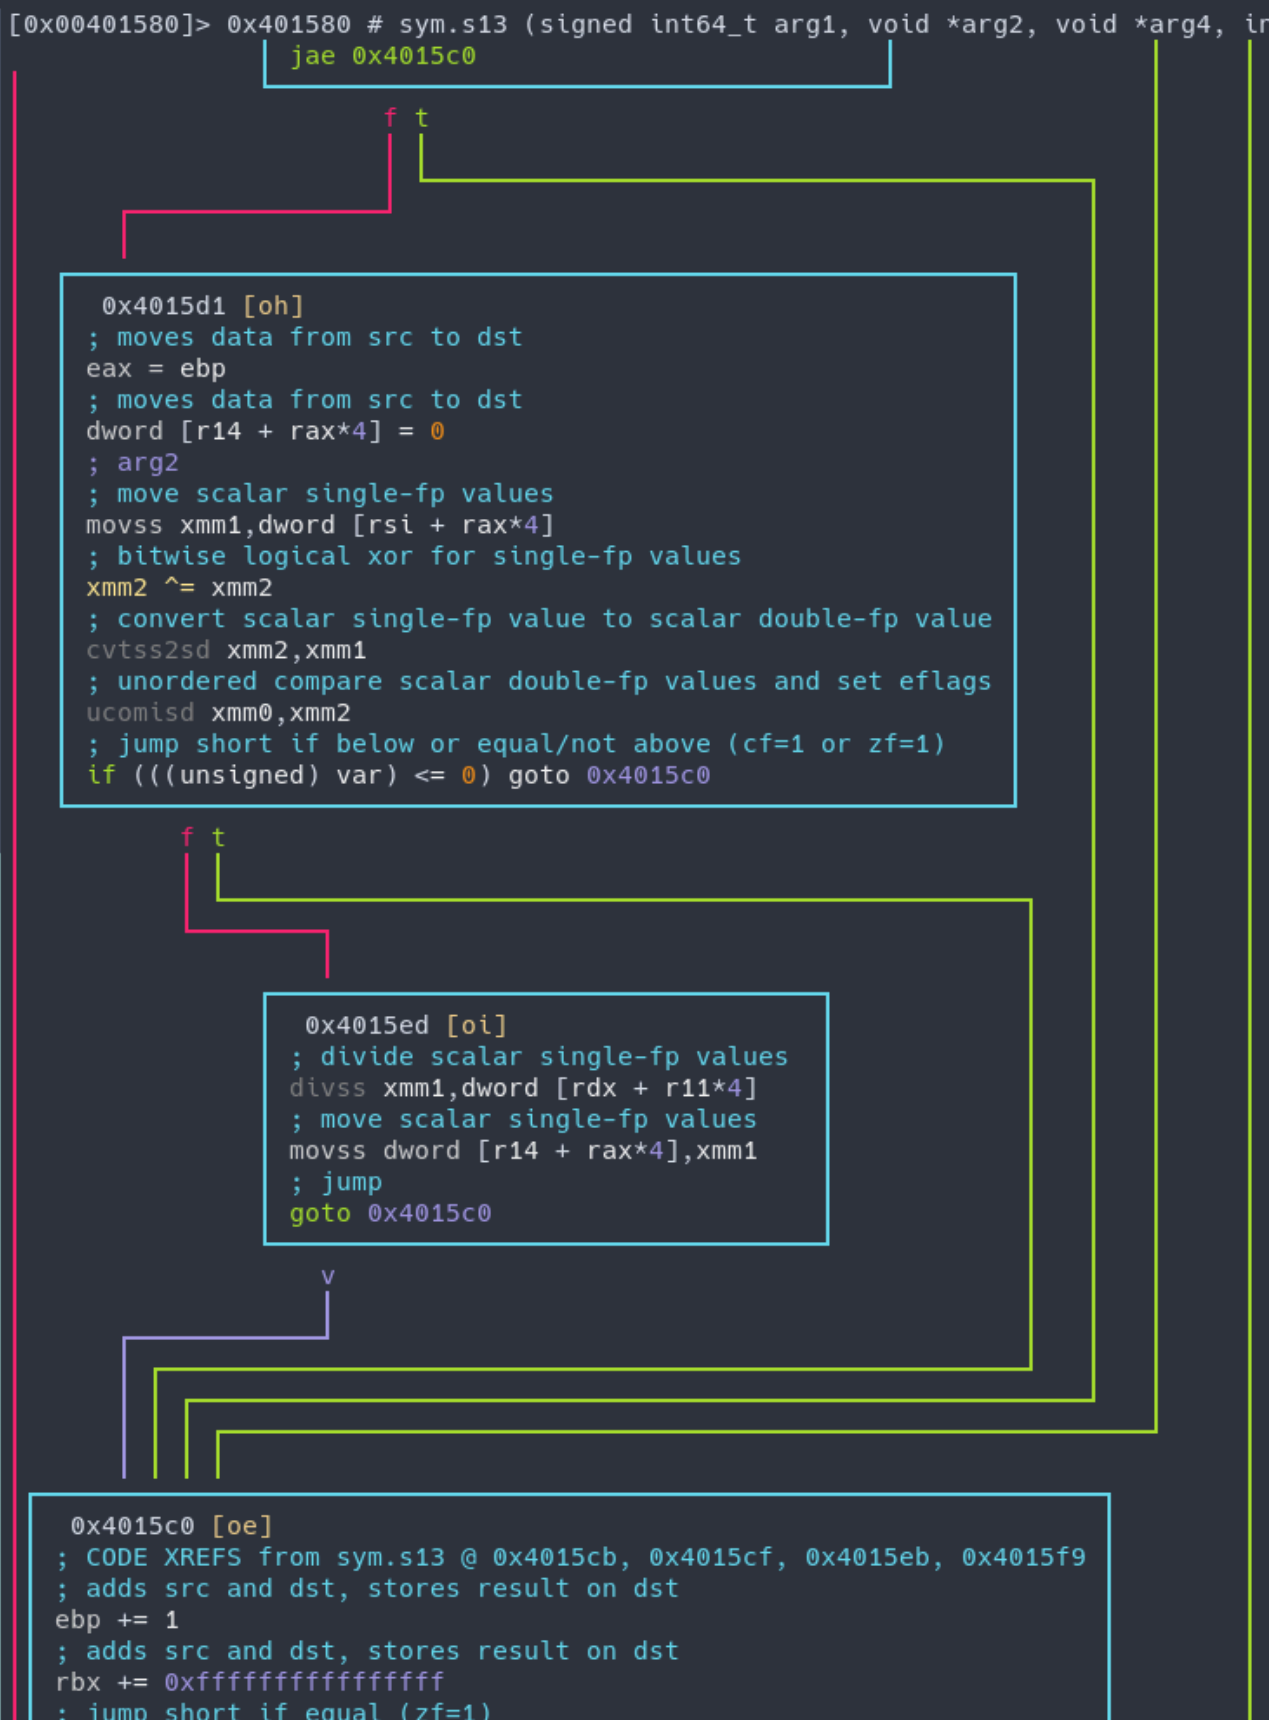 [0x00401580]> 0x401580 # sym.s13 (signed int64_t arg1, void *arg2, void *arg4, in
jae 0x4015c0
f t
0x4015d1 [oh]
; moves data from src to dst
eax = ebp
; moves data from src to dst
dword [r14 + rax*4] = 0
; arg2
; move scalar single-fp values
movss xmm1,dword [rsi + rax*4]
; bitwise logical xor for single-fp values
xmm2 ^= xmm2
; convert scalar single-fp value to scalar double-fp value
cvtss2sd xmm2,xmm1
; unordered compare scalar double-fp values and set eflags
ucomisd xmm0,xmm2
; jump short if below or equal/not above (cf=1 or zf=1)
if (((unsigned) var) <= 0) goto 0x4015c0
f t
0x4015ed [oi]
; divide scalar single-fp values
divss xmm1,dword [rdx + r11*4]
; move scalar single-fp values
movss dword [r14 + rax*4],xmm1
; jump
goto 0x4015c0
v
0x4015c0 [oe]
; CODE XREFS from sym.s13 @ 0x4015cb, 0x4015cf, 0x4015eb, 0x4015f9
; adds src and dst, stores result on dst
ebp += 1
; adds src and dst, stores result on dst
rbx += 0xffffffffffffffff
; jump short if equal (zf=1)